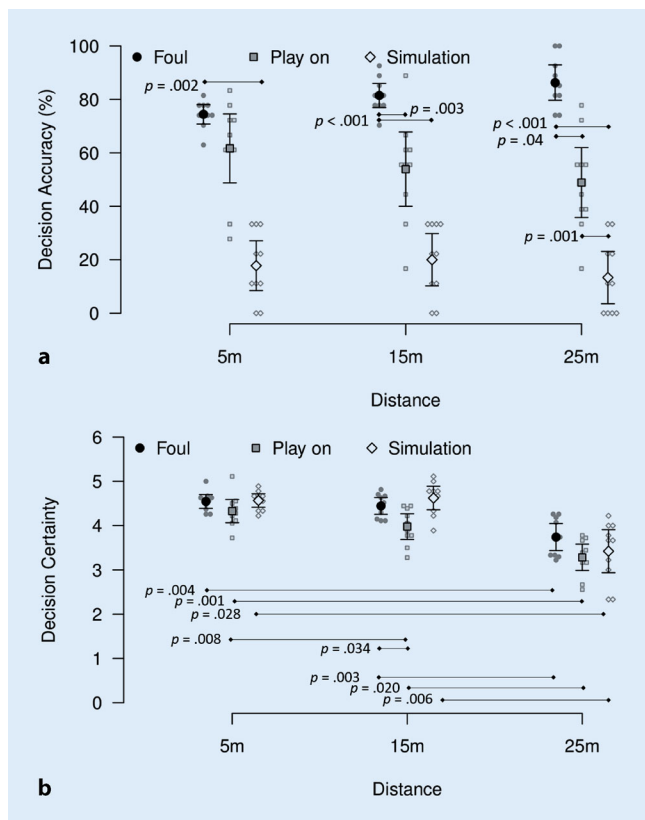 100
Foul
Play on
Simulation
p = .002
80
p < .001
p = .003
p < .001
p = .04
60
40
p = .001
20
0
Decision Accuracy (%)
5m
15m
25m
a
Distance
6
Foul
Play on
Simulation
5
4
3
p = .004
p = .001
2
p = .028
p = .008
p = .034
1
p = .003
p = .020
p = .006
0
Decision Certainty
5m
15m
25m
b
Distance